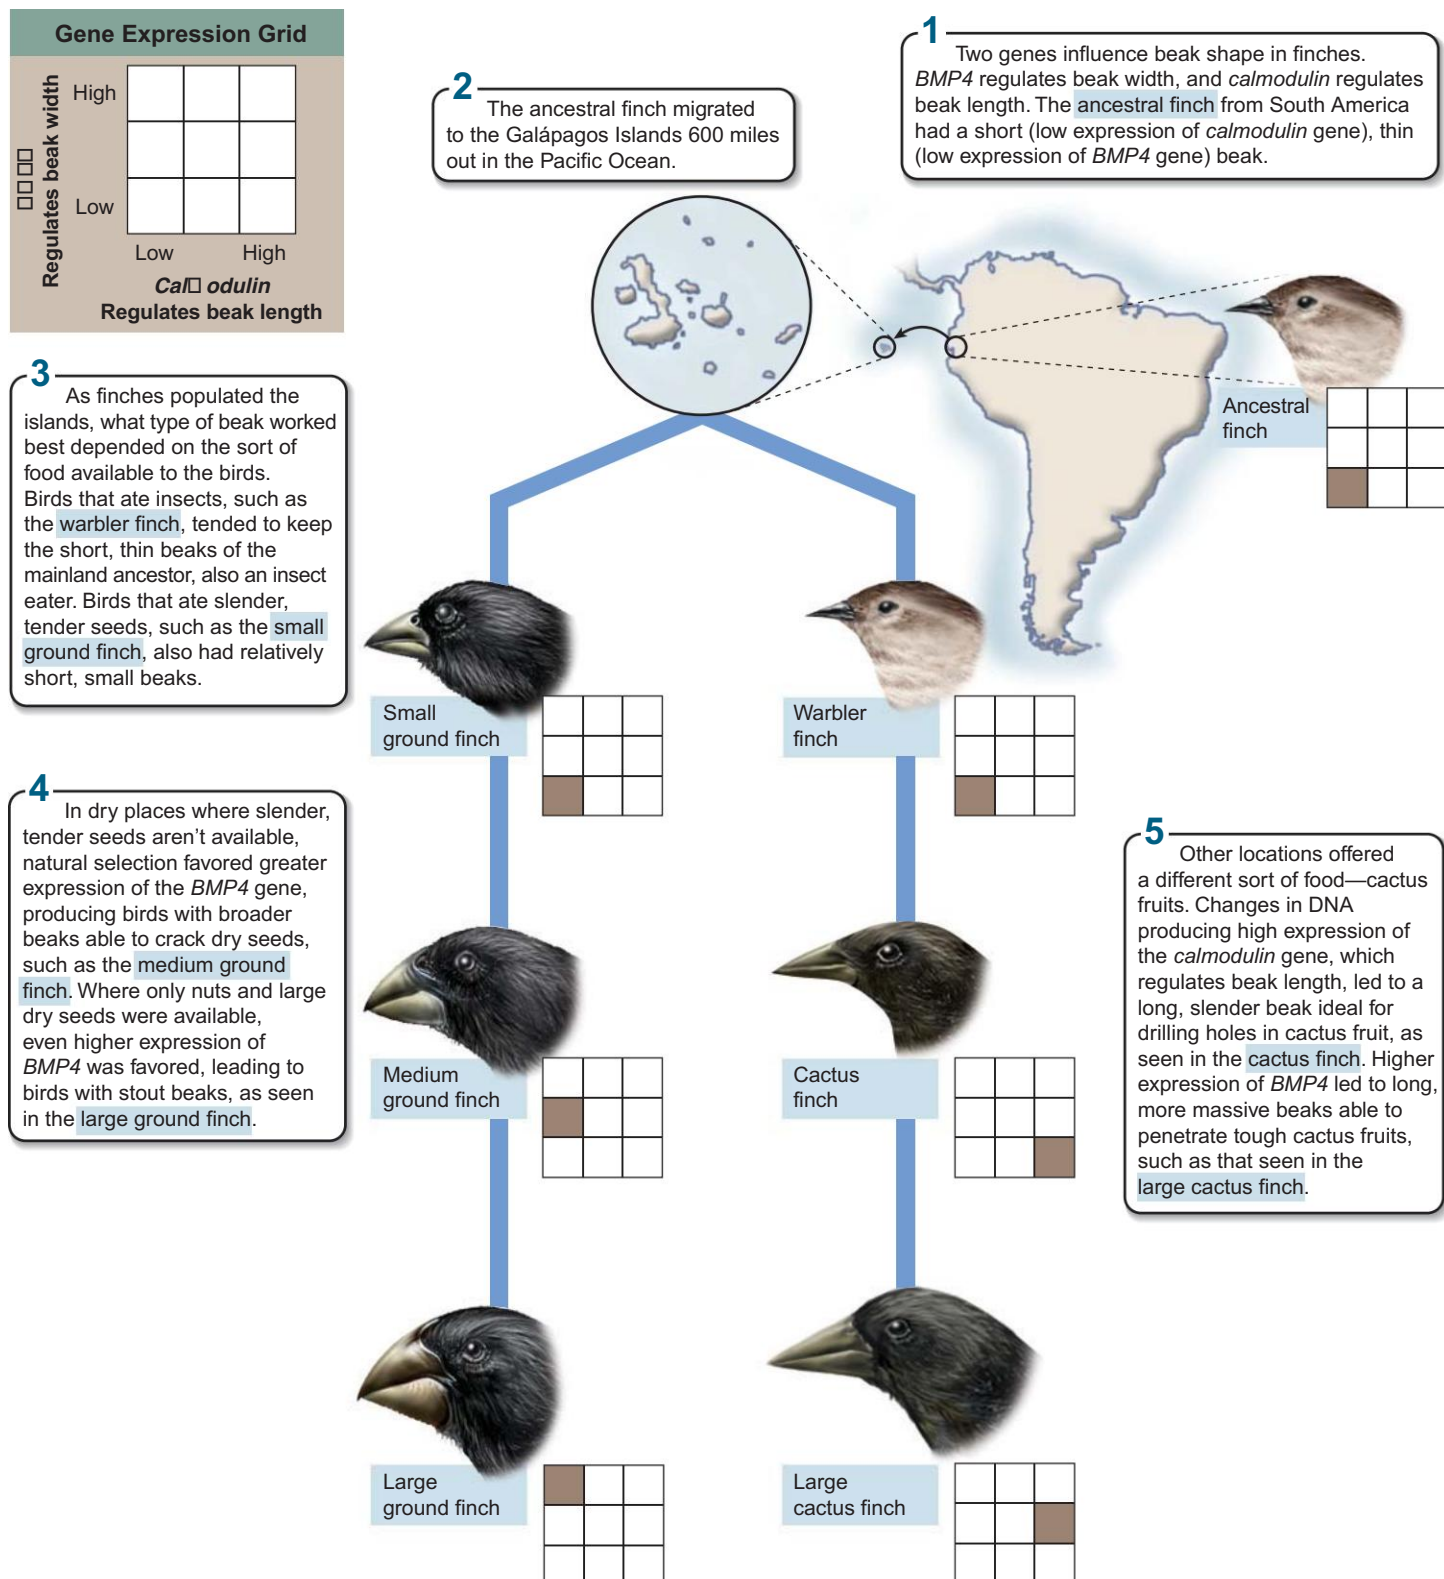 Gene Expression Grid
Regulates beak width
High
Low
Low
High
Cal□ odulin
Regulates beak length
1
Two genes influence beak shape in finches.
BMP4 regulates beak width, and calmodulin regulates
beak length. The ancestral finch from South America
had a short (low expression of calmodulin gene), thin
(low expression of BMP4 gene) beak.
2
The ancestral finch migrated
to the Galápagos Islands 600 miles
out in the Pacific Ocean.
Ancestral
finch
3
As finches populated the
islands, what type of beak worked
best depended on the sort of
food available to the birds.
Birds that ate insects, such as
the warbler finch, tended to keep
the short, thin beaks of the
mainland ancestor, also an insect
eater. Birds that ate slender,
tender seeds, such as the small
ground finch, also had relatively
short, small beaks.
Small
ground finch
Warbler
finch
4
In dry places where slender,
tender seeds aren't available,
natural selection favored greater
expression of the BMP4 gene,
producing birds with broader
beaks able to crack dry seeds,
such as the medium ground
finch. Where only nuts and large
dry seeds were available,
even higher expression of
BMP4 was favored, leading to
birds with stout beaks, as seen
in the large ground finch.
Medium
ground finch
Cactus
finch
5
Other locations offered
a different sort of food—cactus
fruits. Changes in DNA
producing high expression of
the calmodulin gene, which
regulates beak length, led to a
long, slender beak ideal for
drilling holes in cactus fruit, as
seen in the cactus finch. Higher
expression of BMP4 led to long,
more massive beaks able to
penetrate tough cactus fruits,
such as that seen in the
large cactus finch.
Large
ground finch
Large
cactus finch